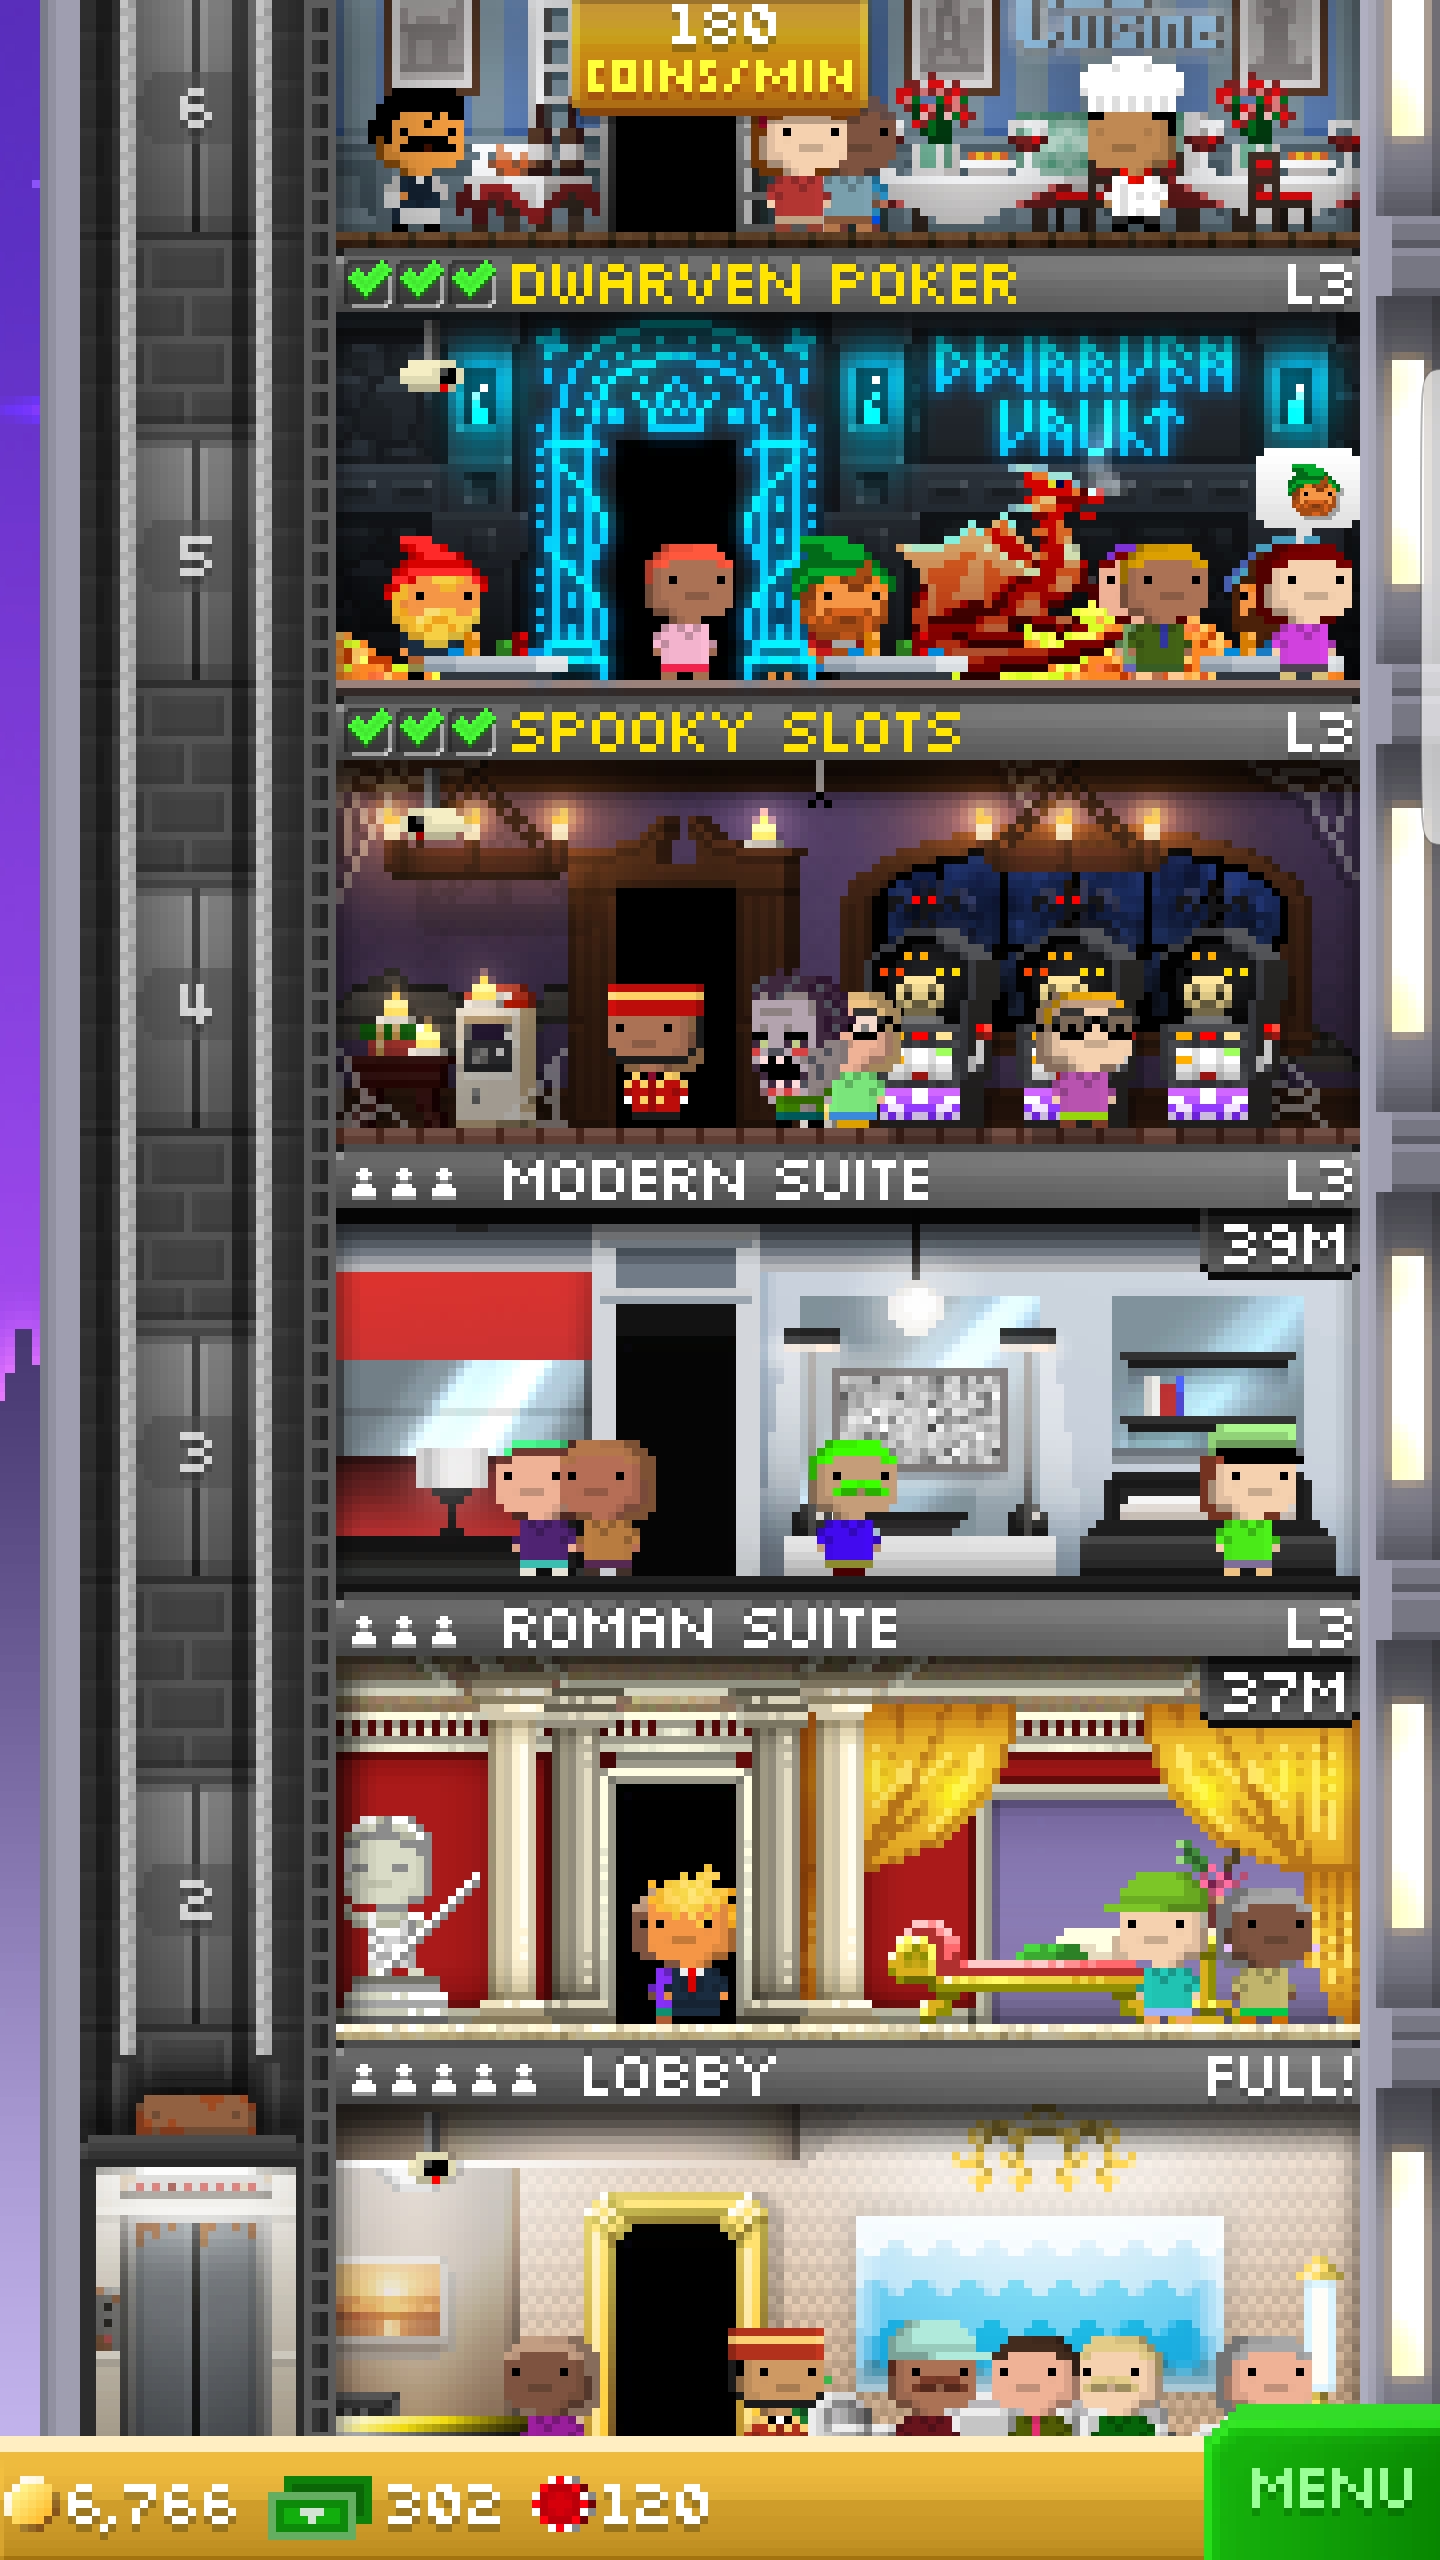 Cuisine
180
COINS/MIN
6
DWARVEN POKER L3
DWARVEN
VAULT
5
SPOOKY SLOTS L3
4
MODERN SUITE L3
39M
3
ROMAN SUITE L3
37M
2
LOBBY FULL!
6,766 302 120
MENU